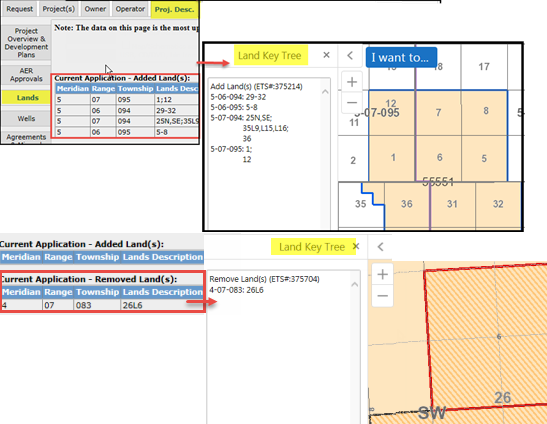 Request Project(s) Owner Operator Proj. Desc.
Project
Overview &
Development
Plans
AER
Approvals
Lands
Wells
Agreements
Note: The data on this page is the most up
Current Application - Added Land(s):
Meridian Range Township Lands Desc
5 07 095 1;12
5 06 094 29-32
5 07 094 25N,SE;35L9
5 06 095 5-8
Land Key Tree ×
Add Land(s) (ETS#:375214)
5-06-094: 29-32
5-06-095: 5-8
5-07-094: 25N,SE;
35L9,L15,L16;
36
5-07-095: 1;
12
I want to...
+
−
18 17
12 7 8
5-07-095 5-
11
2 1 6 5
55551
35 36 31 32
Current Application - Added Land(s):
Meridian Range Township Lands Description
Current Application - Removed Land(s):
Meridian Range Township Lands Description
4 07 083 26L6
Land Key Tree ×
Remove Land(s) (ETS#:375704)
4-07-083: 26L6
+
−
6
26
SW